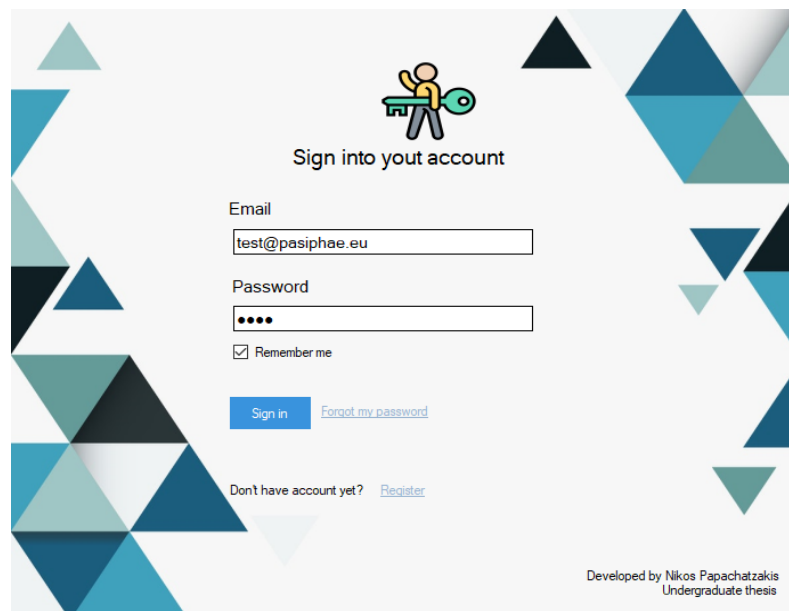 Sign into yout account
Email
test@pasiphae.eu
Password
●●●●
Remember me
Sign in Forgot my password
Don't have account yet? Register
Developed by Nikos Papachatzakis
Undergraduate thesis